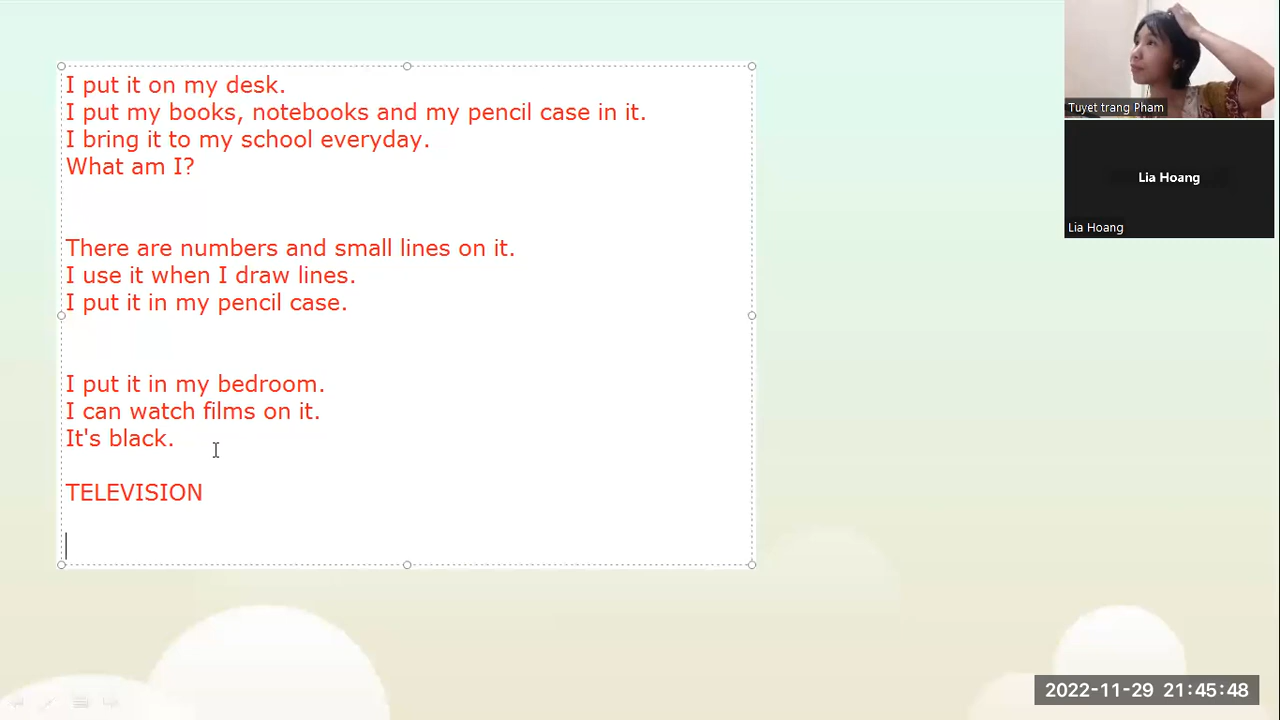 I put it on my desk.
I put my books, notebooks and my pencil case in it.
I bring it to my school everyday.
What am I?
There are numbers and small lines on it.
I use it when I draw lines.
I put it in my pencil case.
I put it in my bedroom.
I can watch films on it.
It's black.
TELEVISION
Tuyet trang Pham
Lia Hoang
Lia Hoang
2022-11-29 21:45:48